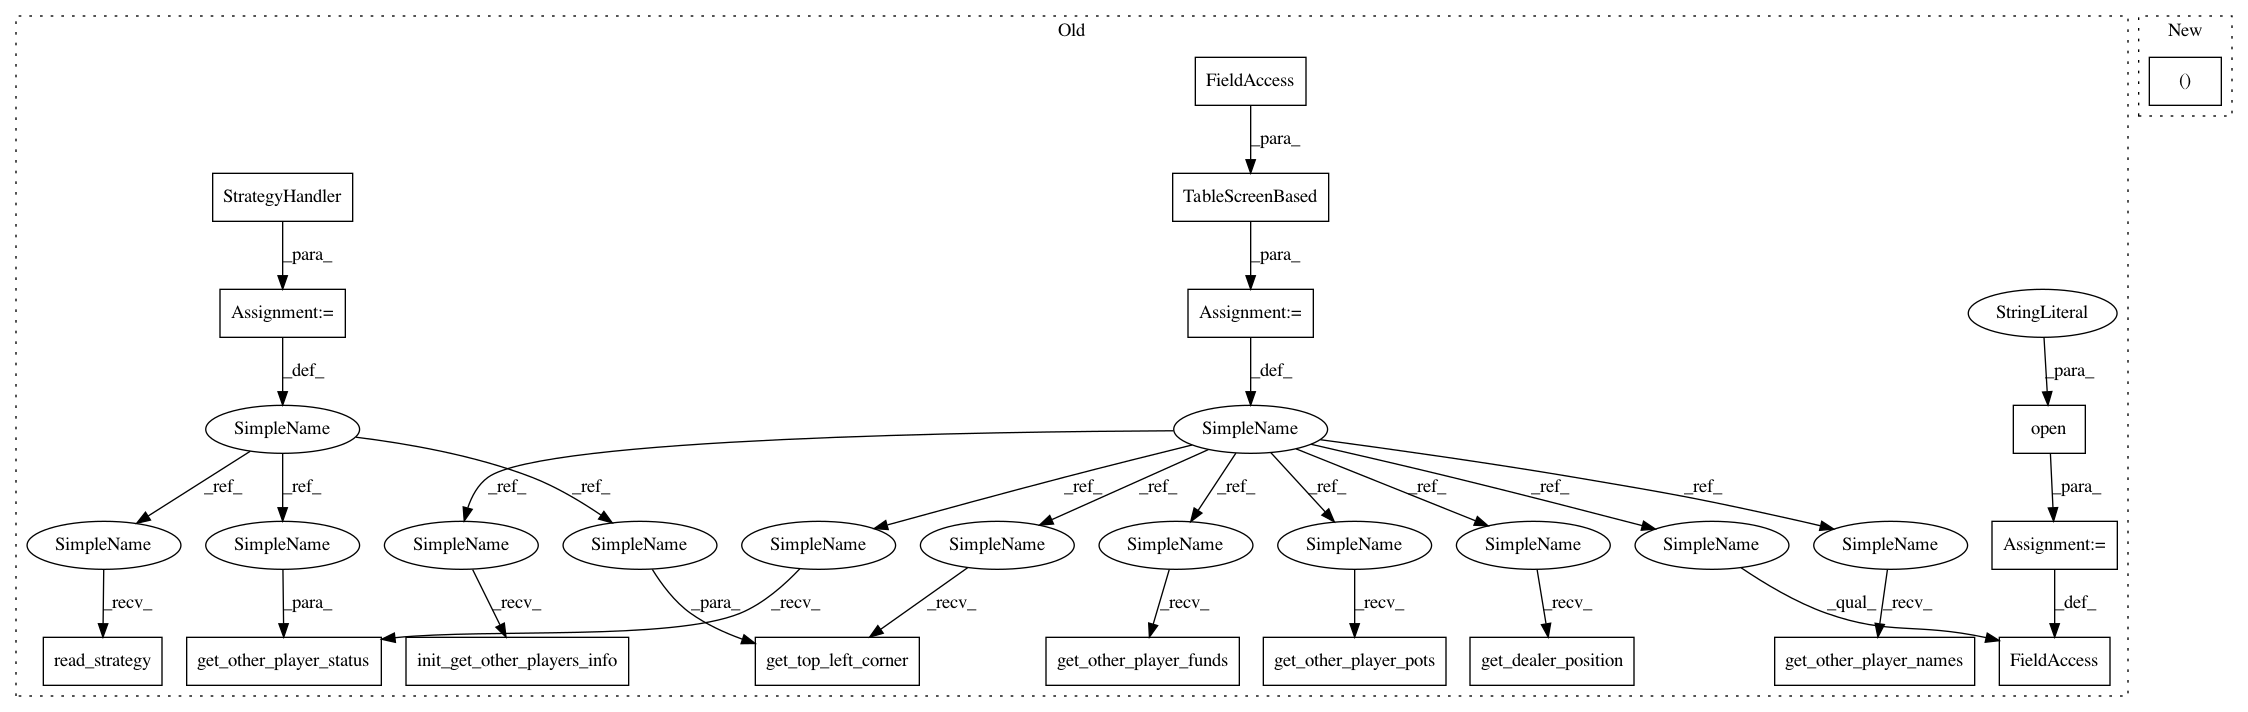 Old
New
FieldAccess
()
_para_
StrategyHandler
TableScreenBased
_para_
_para_
Assignment:=
Assignment:=
StringLiteral
_def_
_def_
_para_
SimpleName
SimpleName
open
_ref_
_ref_
_ref_
_ref_
_ref_
_ref_
_ref_
_ref_
_ref_
_ref_
_ref_
_para_
SimpleName
SimpleName
SimpleName
SimpleName
SimpleName
SimpleName
SimpleName
SimpleName
SimpleName
SimpleName
SimpleName
Assignment:=
_recv_
_para_
_recv_
_para_
_recv_
_recv_
_recv_
_recv_
_recv_
_qual_
_recv_
_def_
read_strategy
get_other_player_status
init_get_other_players_info
get_top_left_corner
get_other_player_funds
get_other_player_pots
get_dealer_position
get_other_player_names
FieldAccess